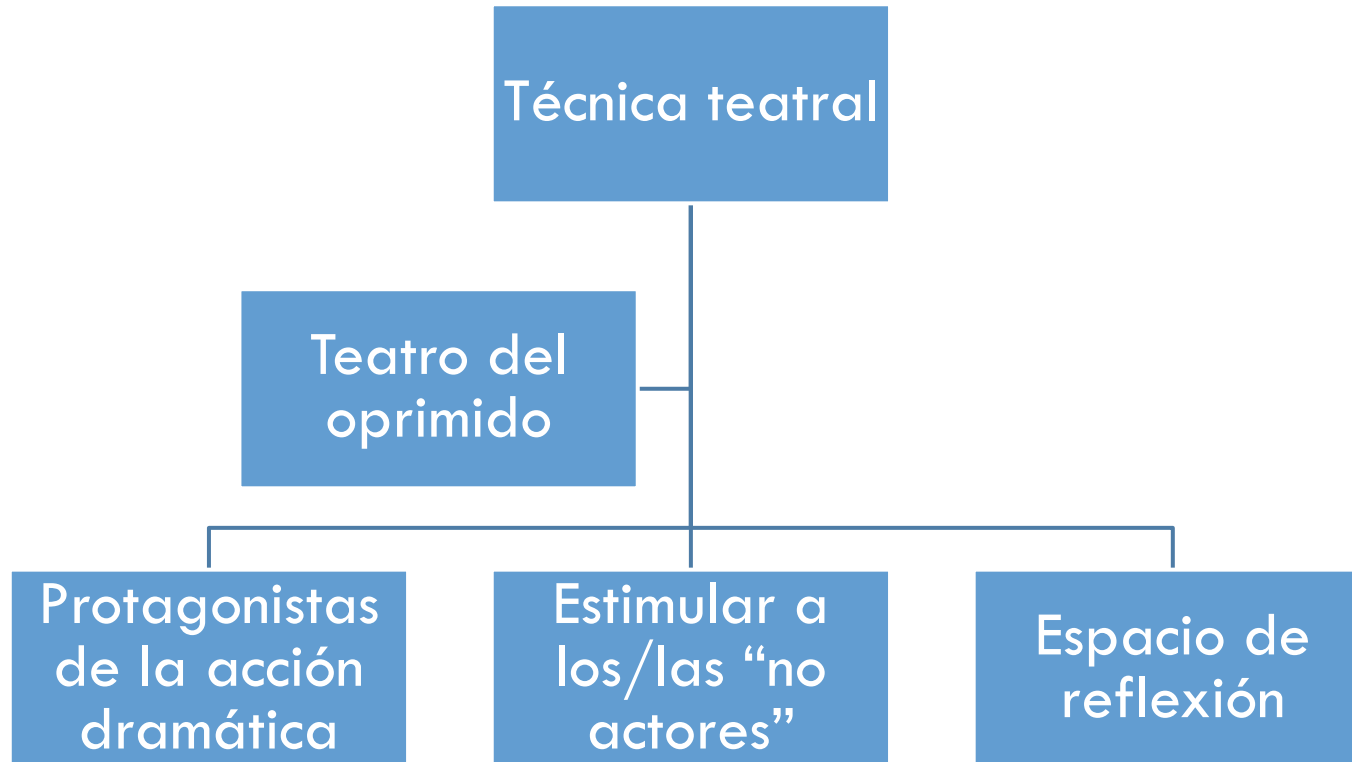 Técnica teatral
Teatro del
oprimido
Protagonistas
de la acción
dramática
Estimular a
los/las “no
actores”
Espacio de
reflexión